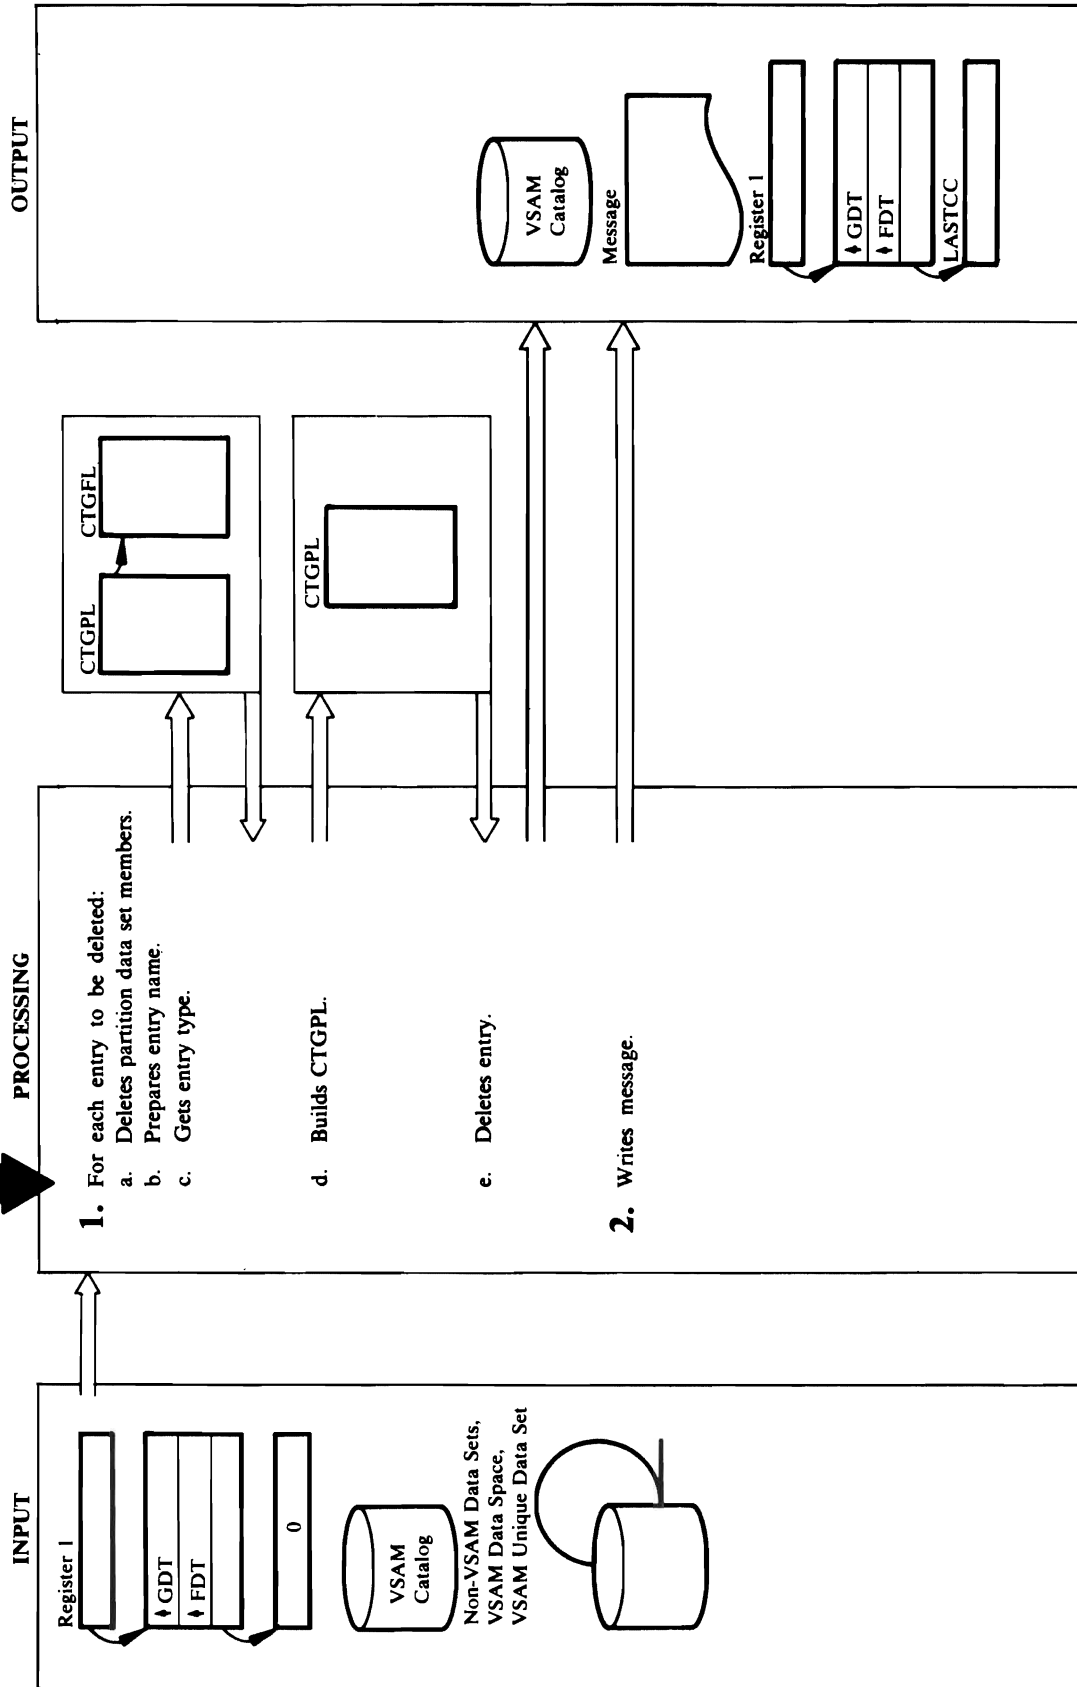 INPUT
Register 1
GDT
FDT
0
VSAM
Catalog
Non-VSAM Data Sets,
VSAM Data Space,
VSAM Unique Data Set
PROCESSING
1. For each entry to be deleted:
a. Deletes partition data set members.
b. Prepares entry name.
c. Gets entry type.
d. Builds CTGPL.
e. Deletes entry.
2. Writes message.
CTGPL
CTGFL
CTGPL
OUTPUT
VSAM
Catalog
Message
Register 1
GDT
FDT
LASTCC